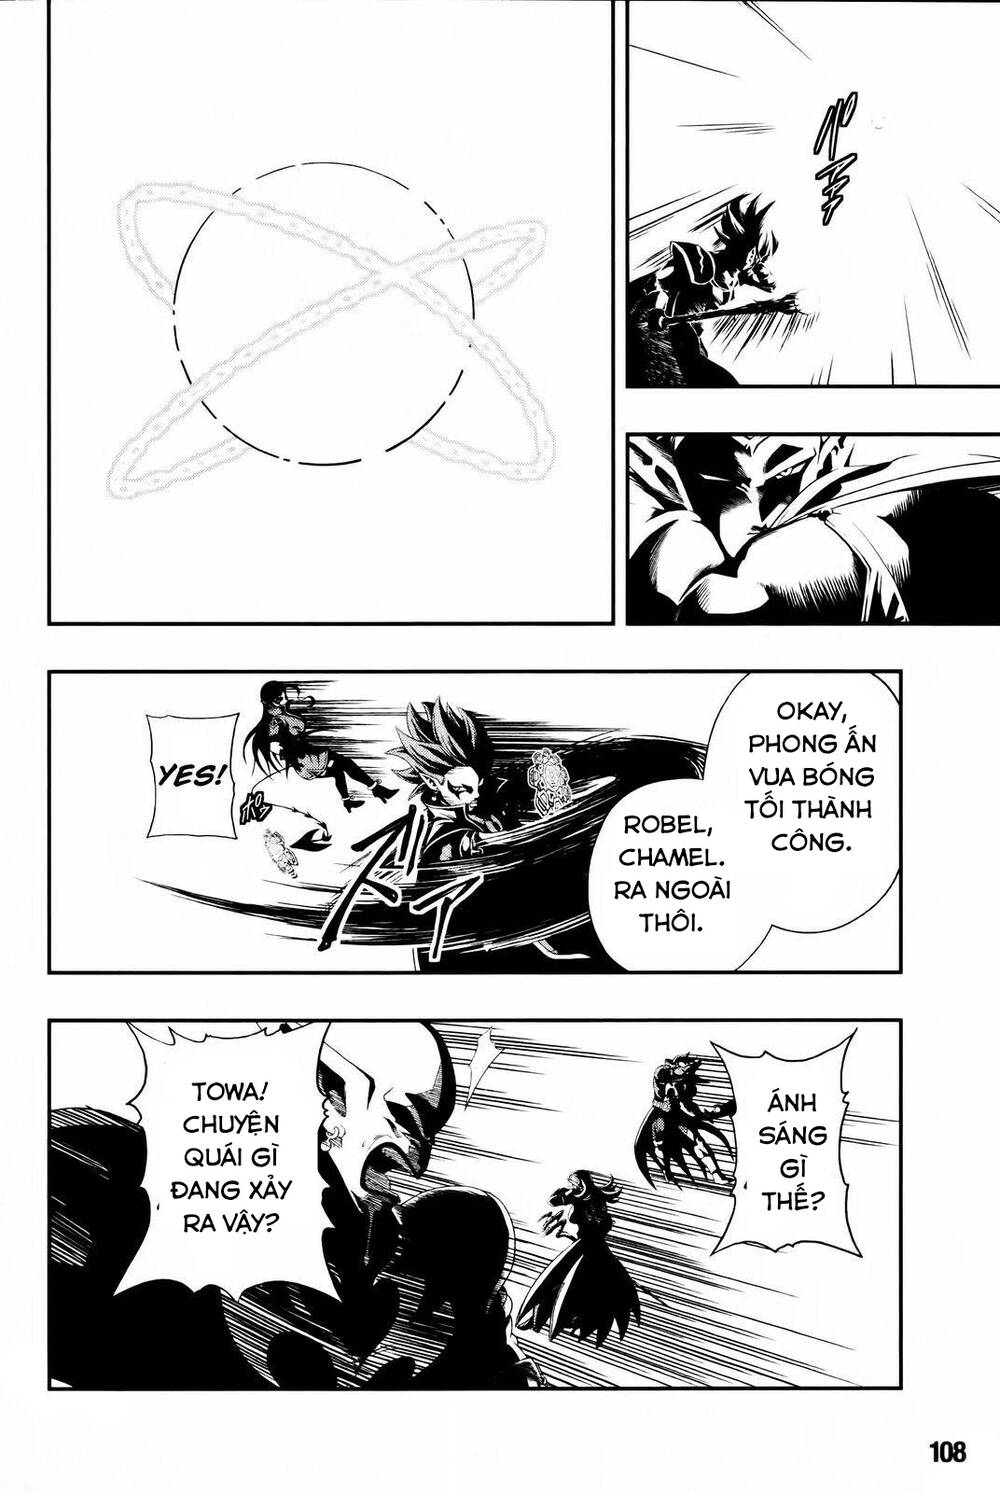 OKAY,
PHONG ẤN
VUA BÓNG
TỐI THÀNH
CÔNG.
ROBEL,
CHAMEL.
RA NGOÀI
THÔI.
YES!
ÁNH
SÁNG
GÌ
THẾ?
TOWA!
CHUYỆN
QUÁI GÌ
ĐANG XẢY
RA VẬY?
108